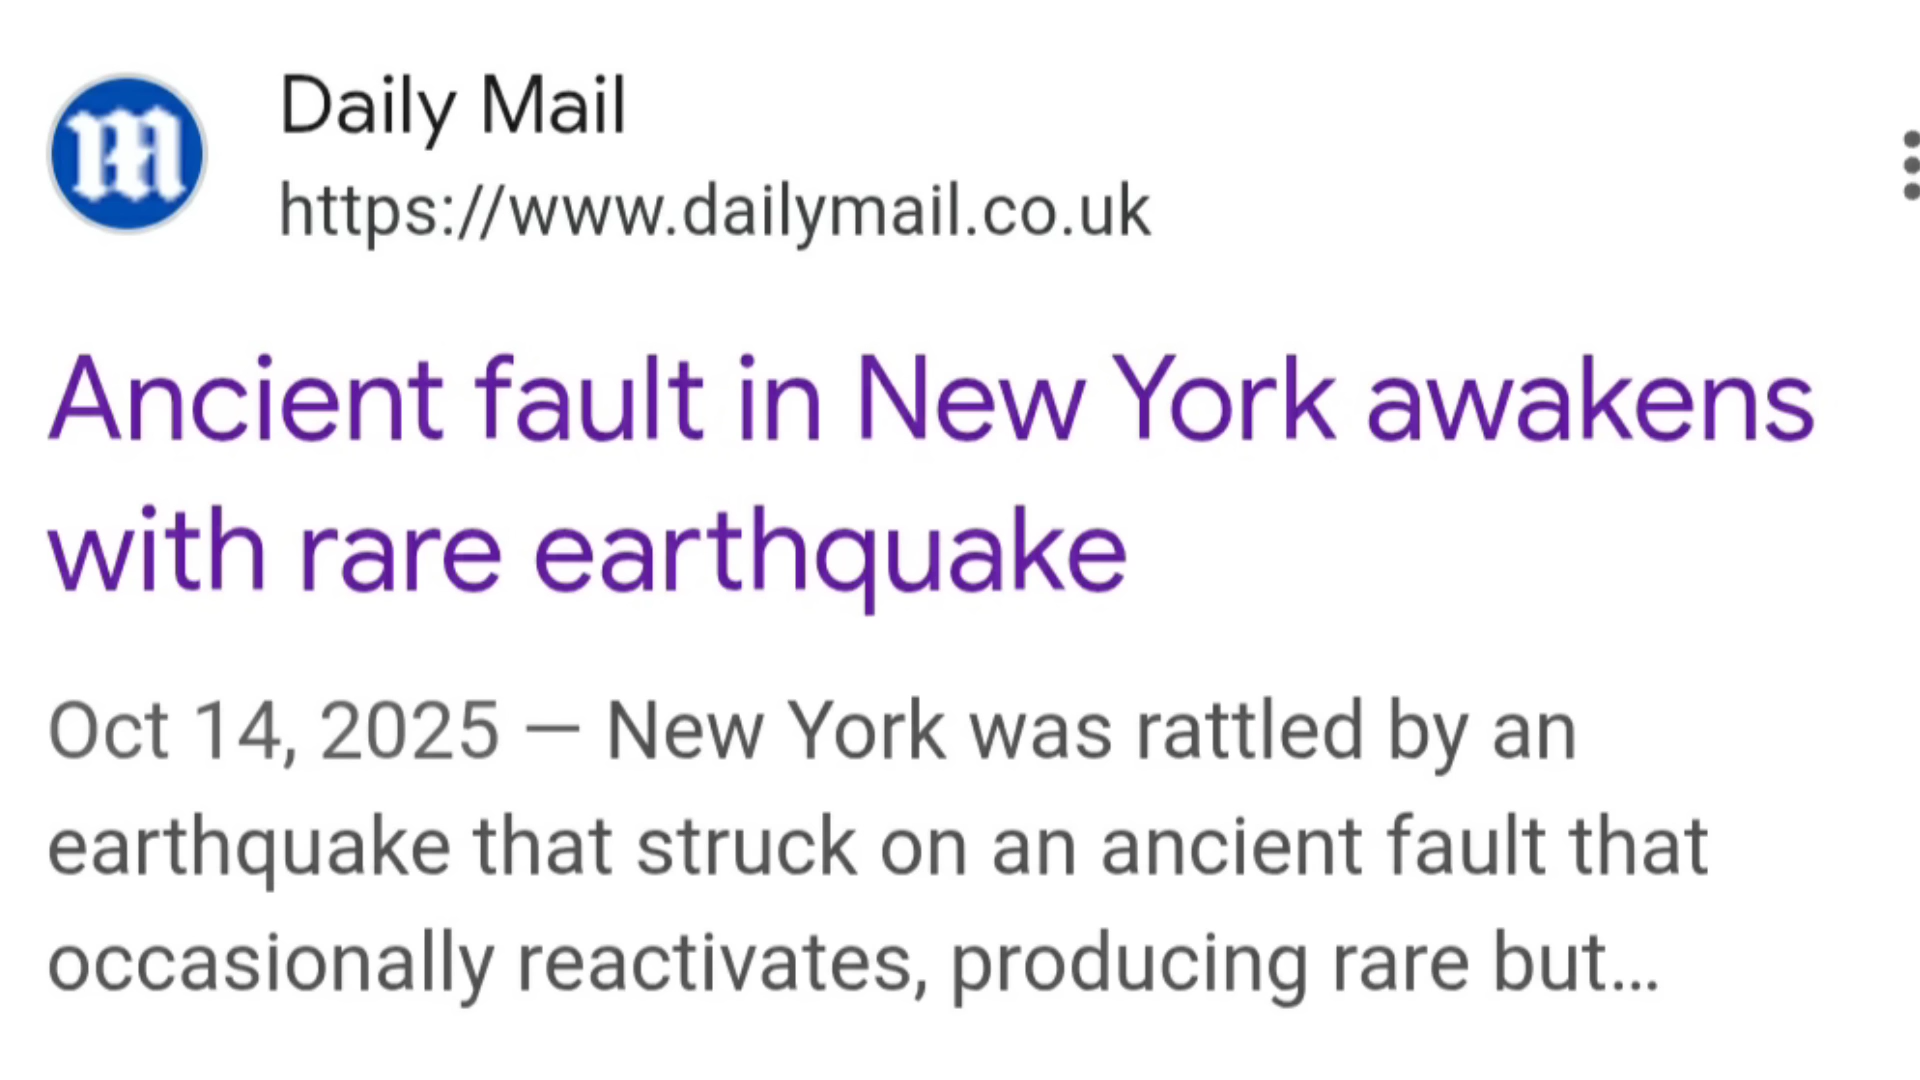 Daily Mail
https://www.dailymail.co.uk
Ancient fault in New York awakens
with rare earthquake
Oct 14, 2025 — New York was rattled by an
earthquake that struck on an ancient fault that
occasionally reactivates, producing rare but...